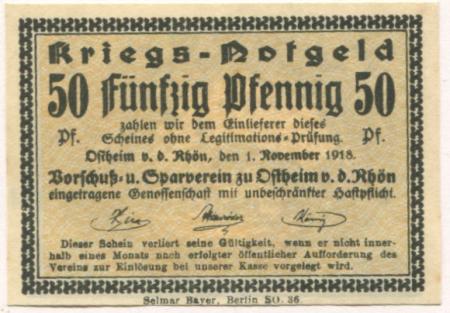 Kriegs-Notgeld
50 Fünfzig Pfennig 50
zahlen wir dem Einlieferer dieses
Pf. Scheines ohne Legitimations-Prüfung. Pf.
Ostheim v. d. Rhön, den 1. November 1918.
Vorschuß- u. Sparverein zu Ostheim v. d. Rhön
eingetragene Genossenschaft mit unbeschränkter Haftpflicht.
Dieser Schein verliert seine Gültigkeit, wenn er nicht inner-
halb eines Monats nach erfolgter öffentlicher Aufforderung des
Vereins zur Einlösung bei unserer Kasse vorgelegt wird.
Selmar Bayer, Berlin SO. 36